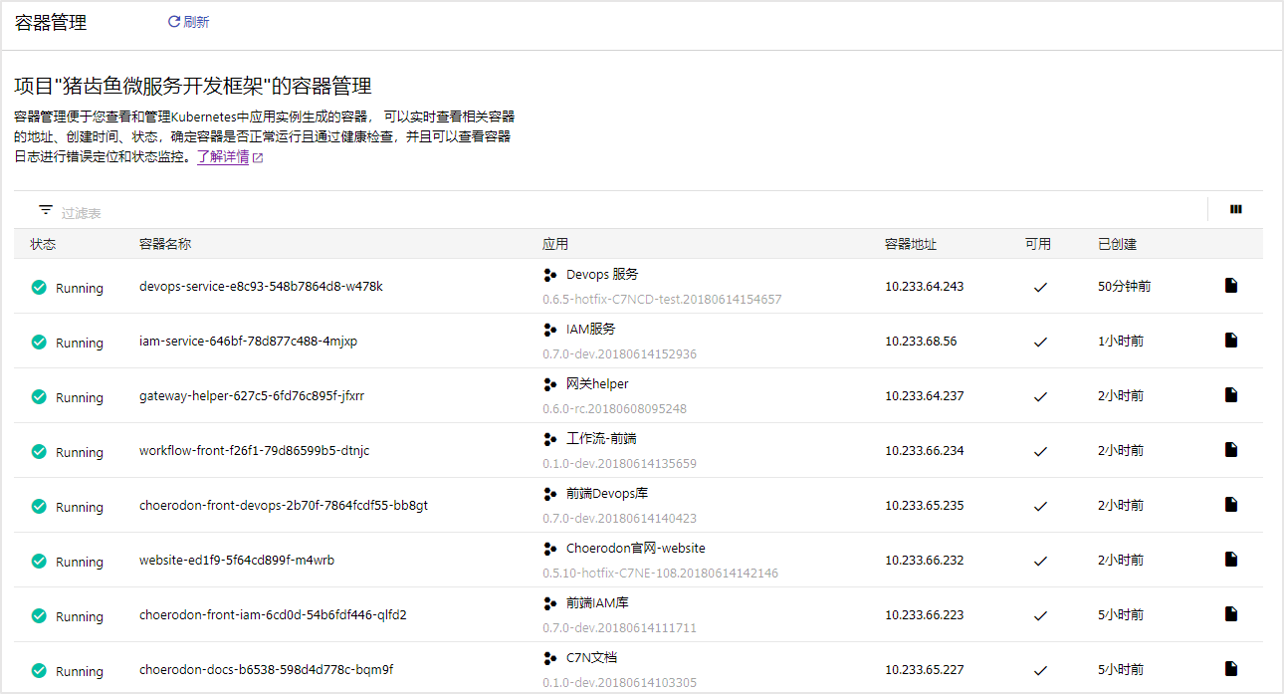 容器管理 刷新
项目"猪齿鱼微服务开发框架"的容器管理
容器管理便于您查看和管理Kubernetes中应用实例生成的容器， 可以实时查看相关容器
的地址、创建时间、状态，确定容器是否正常运行且通过健康检查，并且可以查看容器
日志进行错误定位和状态监控。了解详情
过滤表
状态 容器名称 应用 容器地址 可用 已创建
Running devops-service-e8c93-548b7864d8-w478k Devops 服务 10.233.64.243 50分钟前
0.6.5-hotfix-C7NCD-test.20180614154657
Running iam-service-646bf-78d877c488-4mjxp IAM服务 10.233.68.56 1小时前
0.7.0-dev.20180614152936
Running gateway-helper-627c5-6fd76c895f-jfxrr 网关helper 10.233.64.237 2小时前
0.6.0-rc.20180608095248
Running workflow-front-f26f1-79d86599b5-dtnjc 工作流-前端 10.233.66.234 2小时前
0.1.0-dev.20180614135659
Running choerodon-front-devops-2b70f-7864fcdf55-bb8gt 前端Devops库 10.233.65.235 2小时前
0.7.0-dev.20180614140423
Running website-ed1f9-5f64cd899f-m4wrb Choerodon官网-website 10.233.66.232 2小时前
0.5.10-hotfix-C7NE-108.20180614142146
Running choerodon-front-iam-6cd0d-54b6fdf446-qlfd2 前端IAM库 10.233.66.223 5小时前
0.7.0-dev.20180614111711
Running choerodon-docs-b6538-598d4d778c-bqm9f C7N文档 10.233.65.227 5小时前
0.1.0-dev.20180614103305